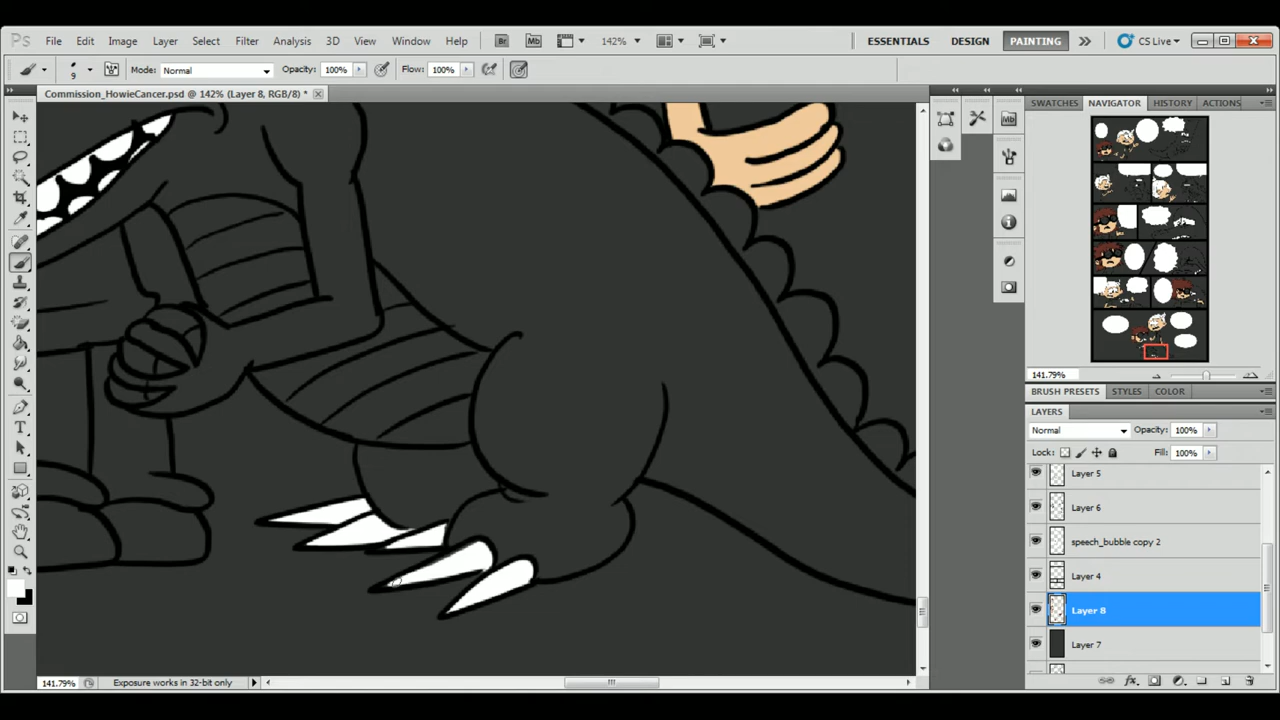 Ps File Edit Image Layer Select Filter Analysis 3D View Window Help Br Mb 142% ESSENTIALS DESIGN PAINTING CS Live
9 Mode: Normal Opacity: 100% Flow: 100%
Commission_HowieCancer.psd @ 142% (Layer 8, RGB/8) *
SWATCHES NAVIGATOR HISTORY ACTIONS
Mb
141.79%
BRUSH PRESETS STYLES COLOR
LAYERS
Normal Opacity: 100%
Lock: Fill: 100%
Layer 5
Layer 6
speech_bubble copy 2
Layer 4
Layer 8
Layer 7
141.79% Exposure works in 32-bit only